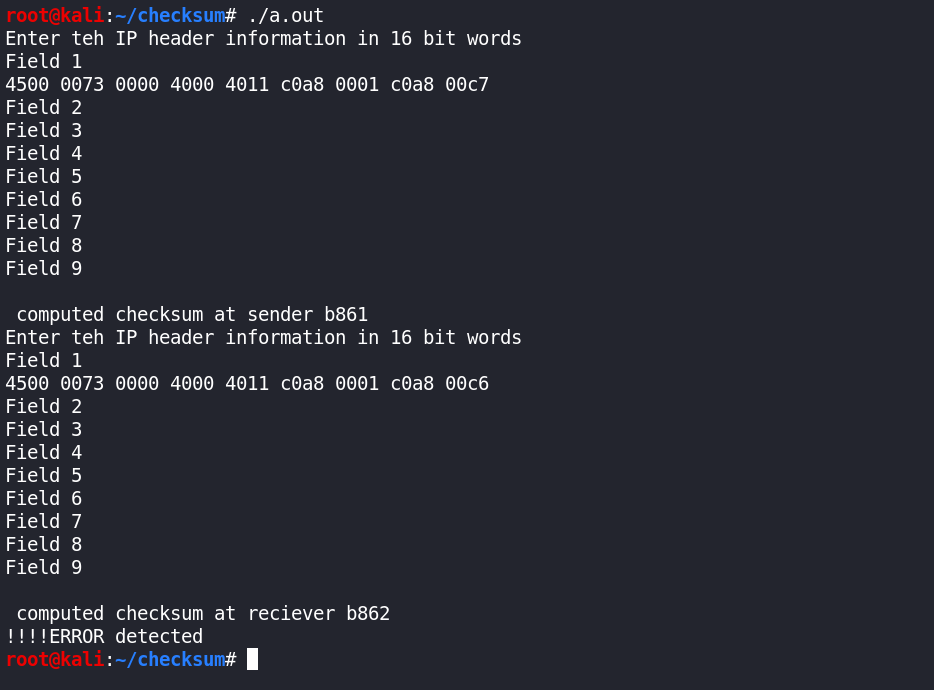 root@kali:~/checksum# ./a.out
Enter teh IP header information in 16 bit words
Field 1
4500 0073 0000 4000 4011 c0a8 0001 c0a8 00c7
Field 2
Field 3
Field 4
Field 5
Field 6
Field 7
Field 8
Field 9
computed checksum at sender b861
Enter teh IP header information in 16 bit words
Field 1
4500 0073 0000 4000 4011 c0a8 0001 c0a8 00c6
Field 2
Field 3
Field 4
Field 5
Field 6
Field 7
Field 8
Field 9
computed checksum at reciever b862
!!!!ERROR detected
root@kali:~/checksum#